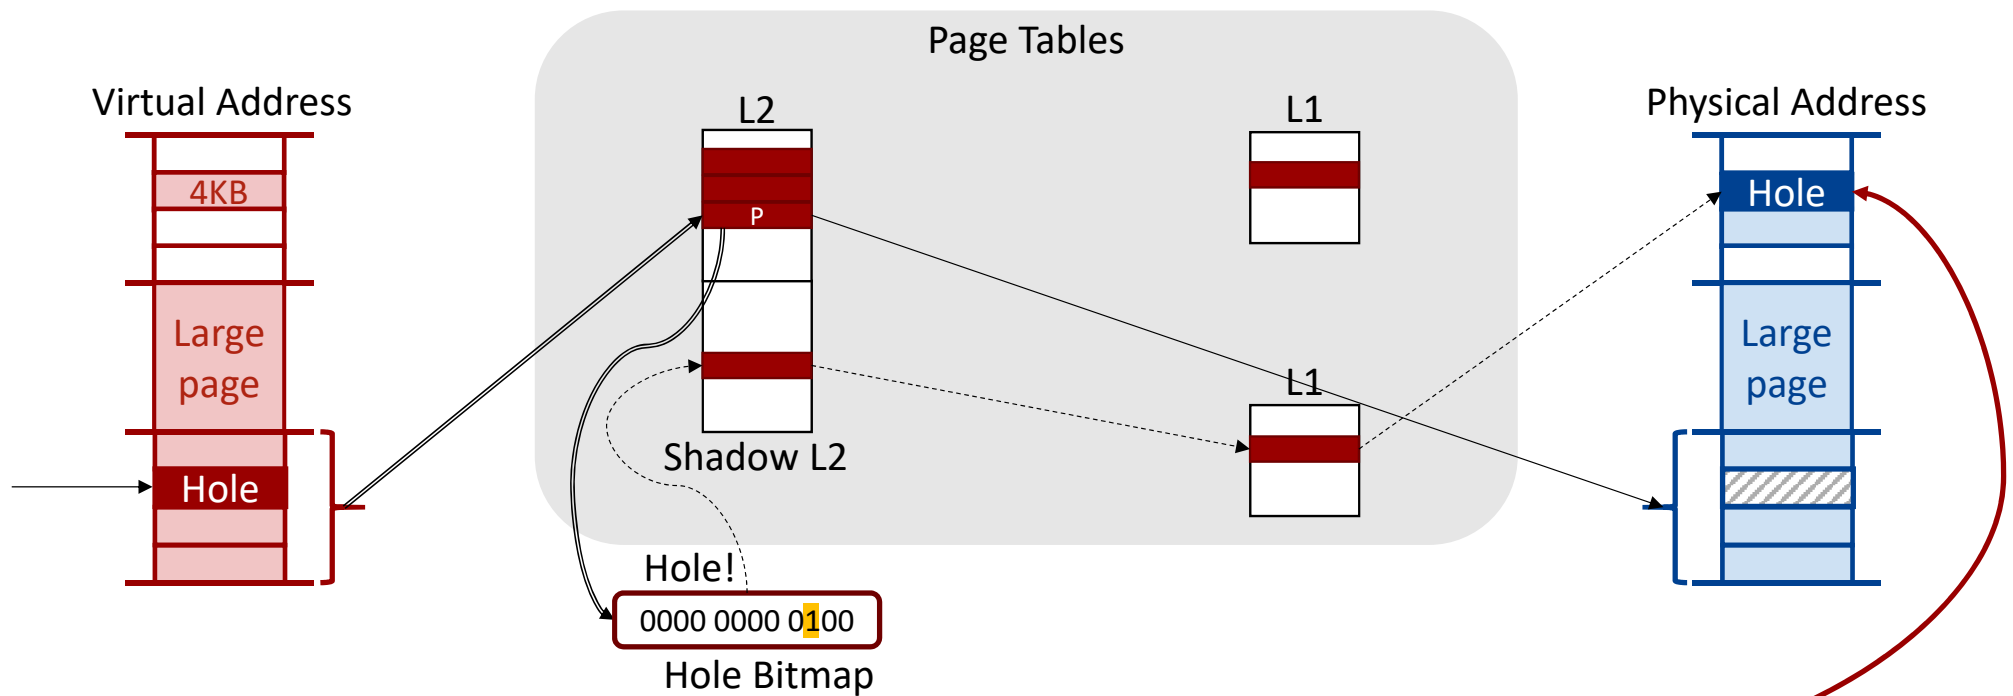 Page Tables
Virtual Address
L2
L1
Physical Address
4KB
P
Hole
Large
page
Large
page
L1
Shadow L2
Hole
Hole!
0000 0000 0100
Hole Bitmap